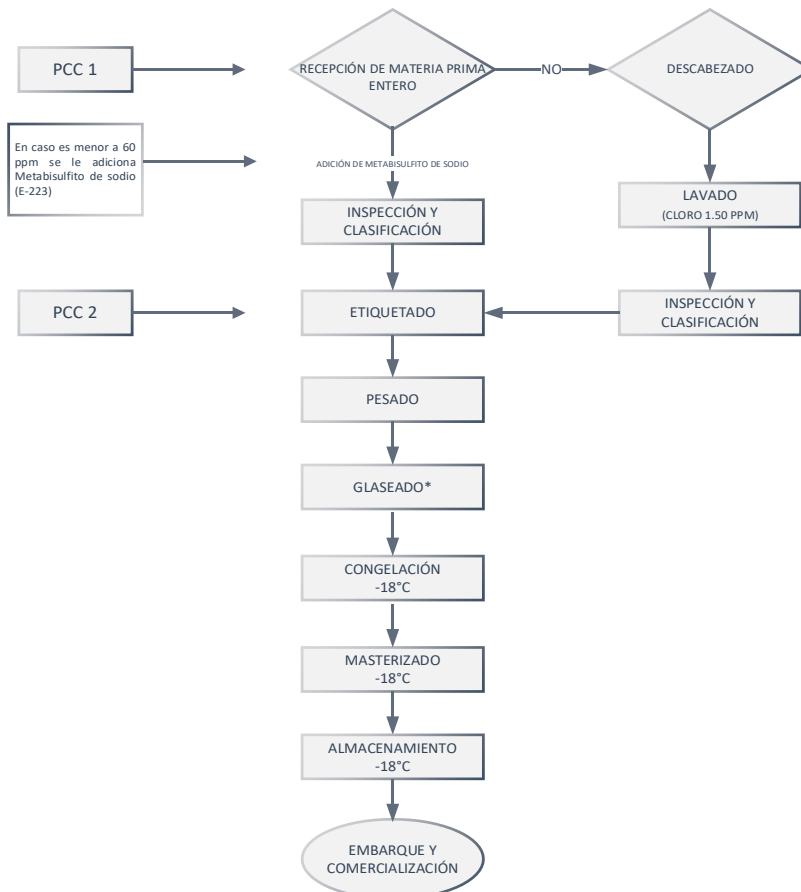 PCC 1
RECEPCIÓN DE MATERIA PRIMA
ENTERO
NO
DESCABEZADO
En caso es menor a 60
ppm se le adiciona
Metabisulfito de sodio
(E-223)
ADICIÓN DE METABISULFITO DE SODIO
LAVADO
(CLORO 1.50 PPM)
INSPECCIÓN Y
CLASIFICACIÓN
PCC 2
ETIQUETADO
INSPECCIÓN Y
CLASIFICACIÓN
PESADO
GLASEADO*
CONGELACIÓN
-18°C
MASTERIZADO
-18°C
ALMACENAMIENTO
-18°C
EMBARQUE Y
COMERCIALIZACIÓN